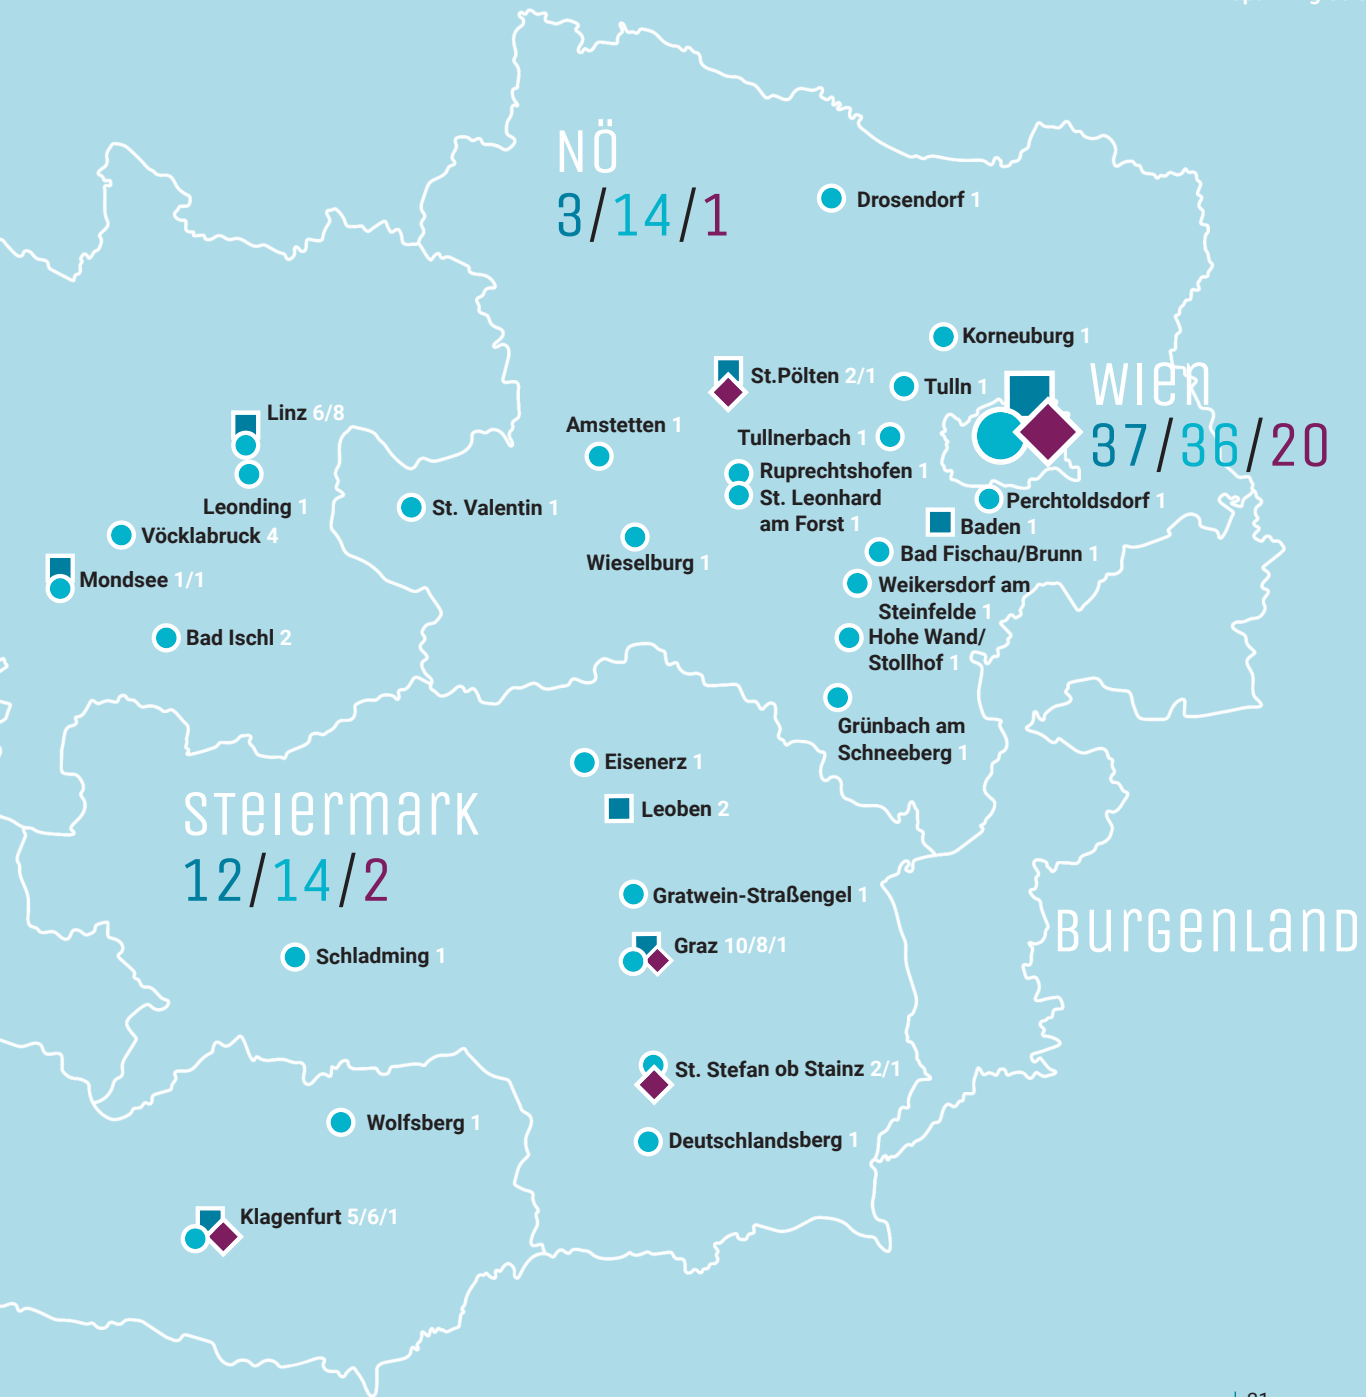 NÖ
3/14/1
Drosendorf 1
Korneuburg 1
St.Pölten 2/1
Tulln 1
Wien
37/36/20
Linz 6/8
Amstetten 1
Tullnerbach 1
Ruprechtshofen 1
Leonding 1
St. Valentin 1
St. Leonhard
am Forst 1
Perchtoldsdorf 1
Baden 1
Vöcklabruck 4
Wieselburg 1
Bad Fischau/Brunn 1
Mondsee 1/1
Weikersdorf am
Steinfelde 1
Bad Ischl 2
Hohe Wand/
Stollhof 1
Grünbach am
Schneeberg 1
Eisenerz 1
Leoben 2
Steiermark
12/14/2
Gratwein-Straßengel 1
Burgenland
Graz 10/8/1
Schladming 1
St. Stefan ob Stainz 2/1
Wolfsberg 1
Deutschlandsberg 1
Klagenfurt 5/6/1